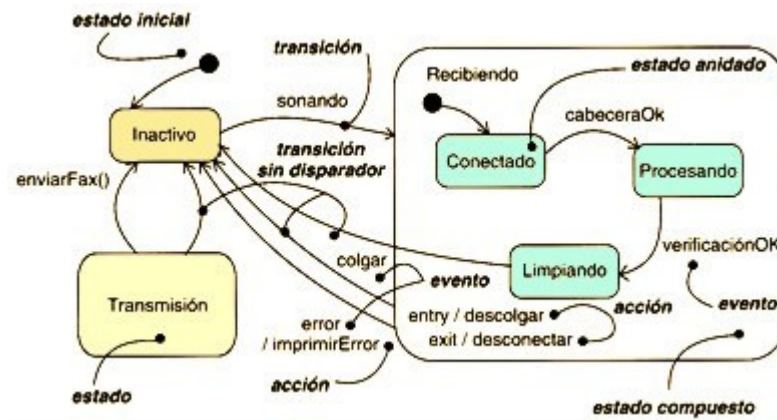 estado inicial
transición
Recibiendo
estado anidado
sonando
cabeceraOk
Inactivo
Conectado
Procesando
transición
sin disparador
enviarFax()
verificaciónOK
colgar
Limpiando
evento
Transmisión
entry / descolgar
acción
evento
error
/ imprimirError
exit / desconectar
acción
estado
estado compuesto